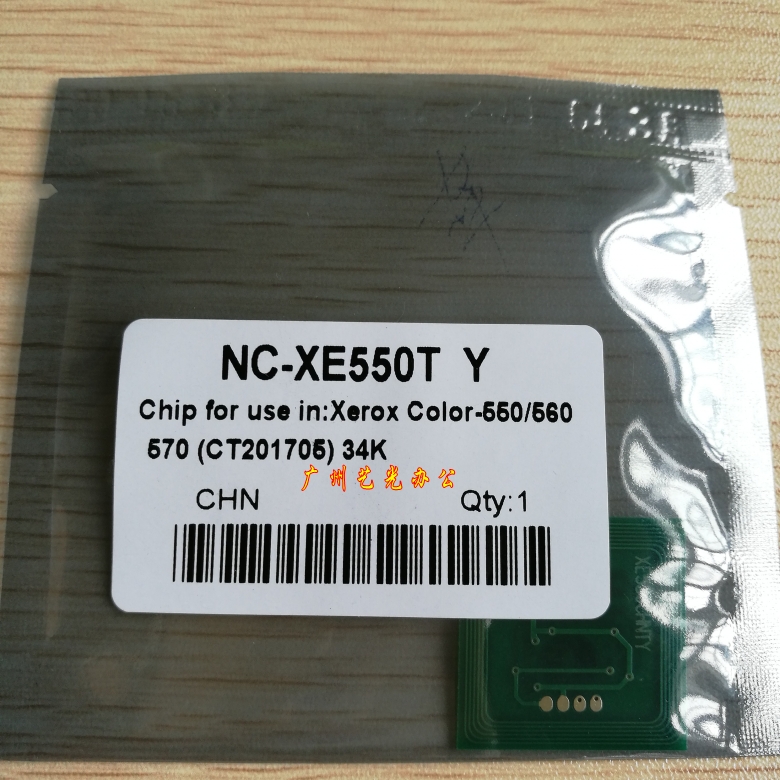 NC-XE550T Y
Chip for use in:Xerox Color-550/560
570 (CT201705) 34K
广州艺光办公
CHN Qty:1